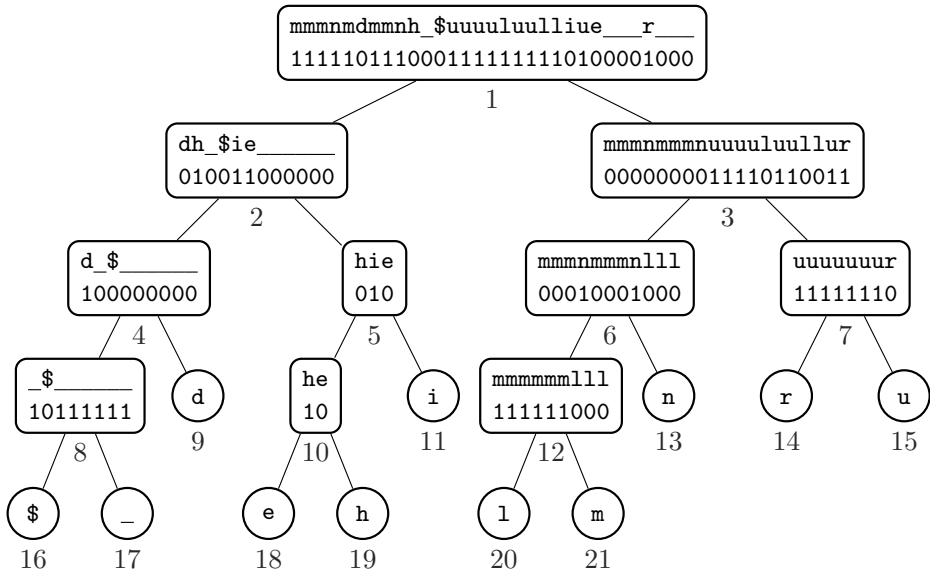 mmmnmdmmnh_$uuuuluulliue___r___
1111101110001111111110100001000
1
dh_$ie______
010011000000
2
mmmnmmmnuuuuluullur
0000000011110110011
3
d_$______
100000000
4
hie
010
5
mmmnmmmnlll
00010001000
6
uuuuuuur
11111110
7
_$______
10111111
8
d
9
he
10
10
i
11
mmmmmmlll
111111000
12
n
13
r
14
u
15
$
16
_
17
e
18
h
19
l
20
m
21